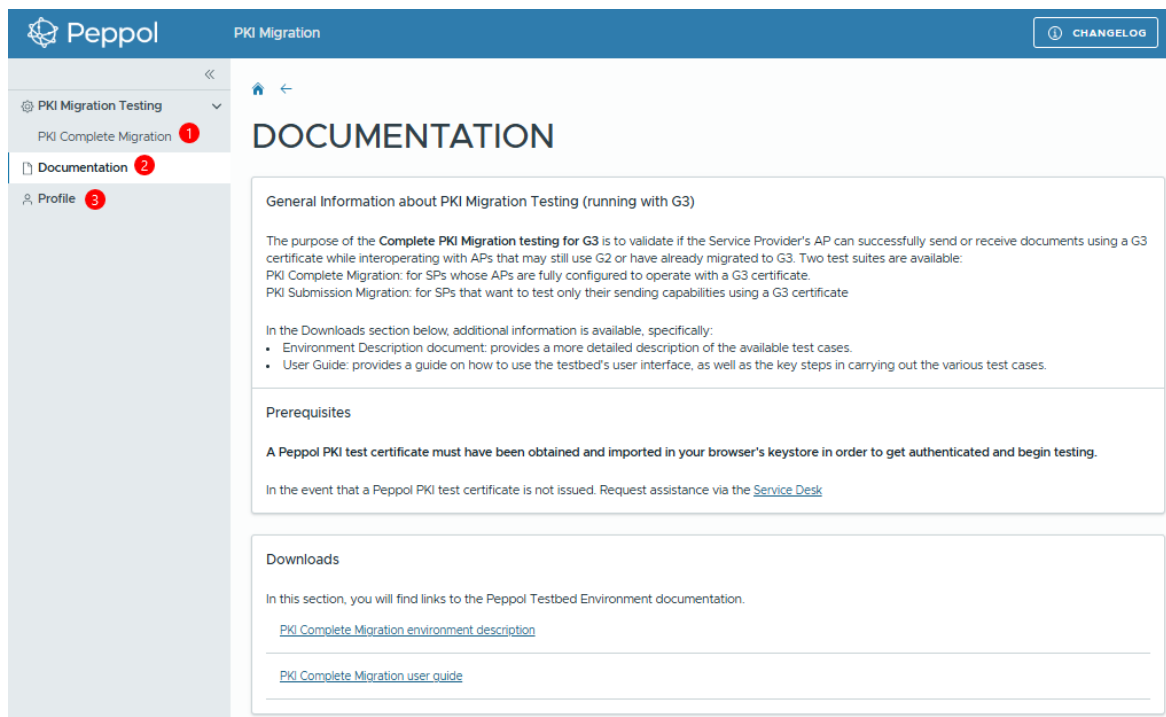 Peppol
PKI Migration
CHANGELOG
PKI Migration Testing
PKI Complete Migration 1
Documentation 2
Profile 3
DOCUMENTATION
General Information about PKI Migration Testing (running with G3)
The purpose of the Complete PKI Migration testing for G3 is to validate if the Service Provider's AP can successfully send or receive documents using a G3
certificate while interoperating with APs that may still use G2 or have already migrated to G3. Two test suites are available:
PKI Complete Migration: for SPs whose APs are fully configured to operate with a G3 certificate.
PKI Submission Migration: for SPs that want to test only their sending capabilities using a G3 certificate
In the Downloads section below, additional information is available, specifically:
• Environment Description document: provides a more detailed description of the available test cases.
• User Guide: provides a guide on how to use the testbed's user interface, as well as the key steps in carrying out the various test cases.
Prerequisites
A Peppol PKI test certificate must have been obtained and imported in your browser's keystore in order to get authenticated and begin testing.
In the event that a Peppol PKI test certificate is not issued. Request assistance via the Service Desk
Downloads
In this section, you will find links to the Peppol Testbed Environment documentation.
PKI Complete Migration environment description
PKI Complete Migration user guide